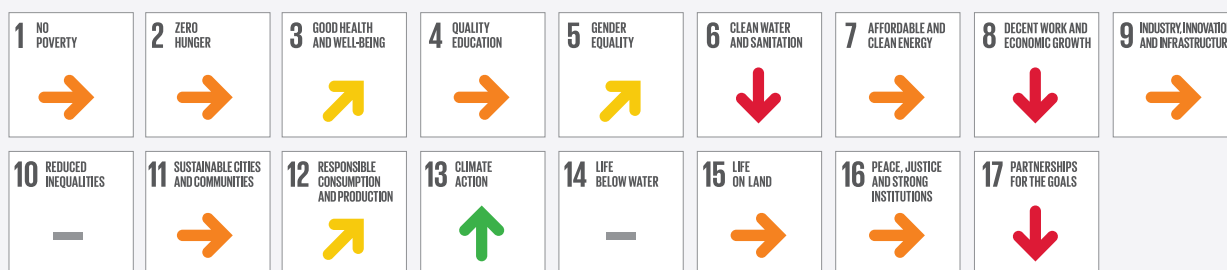 1 NO
POVERTY
2 ZERO
HUNGER
3 GOOD HEALTH
AND WELL-BEING
4 QUALITY
EDUCATION
5 GENDER
EQUALITY
6 CLEAN WATER
AND SANITATION
7 AFFORDABLE AND
CLEAN ENERGY
8 DECENT WORK AND
ECONOMIC GROWTH
9 INDUSTRY, INNOVATIO
AND INFRASTRUCTUR
10 REDUCED
INEQUALITIES
11 SUSTAINABLE CITIES
AND COMMUNITIES
12 RESPONSIBLE
CONSUMPTION
AND PRODUCTION
13 CLIMATE
ACTION
14 LIFE
BELOW WATER
15 LIFE
ON LAND
16 PEACE, JUSTICE
AND STRONG
INSTITUTIONS
17 PARTNERSHIPS
FOR THE GOALS